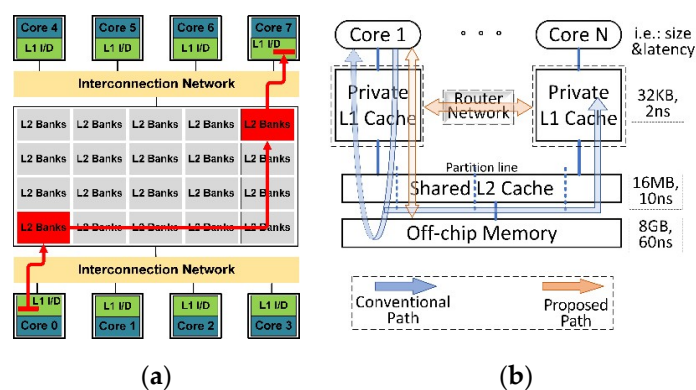 Core 4
L1 I/D
Core 5
L1 I/D
Core 6
L1 I/D
Core 7
L1 I/D
Interconnection Network
L2 Banks L2 Banks L2 Banks L2 Banks L2 Banks
L2 Banks L2 Banks L2 Banks L2 Banks L2 Banks
L2 Banks L2 Banks L2 Banks L2 Banks L2 Banks
L2 Banks L2 Banks L2 Banks L2 Banks L2 Banks
Interconnection Network
L1 I/D
Core 0
L1 I/D
Core 1
L1 I/D
Core 2
L1 I/D
Core 3
(a)
Core 1
Core N
i.e.: size
&latency
Private
L1 Cache
Router
Network
Private
L1 Cache
32KB,
2ns
Partition line
Shared L2 Cache
16MB,
10ns
Off-chip Memory
8GB,
60ns
Conventional
Path
Proposed
Path
(b)